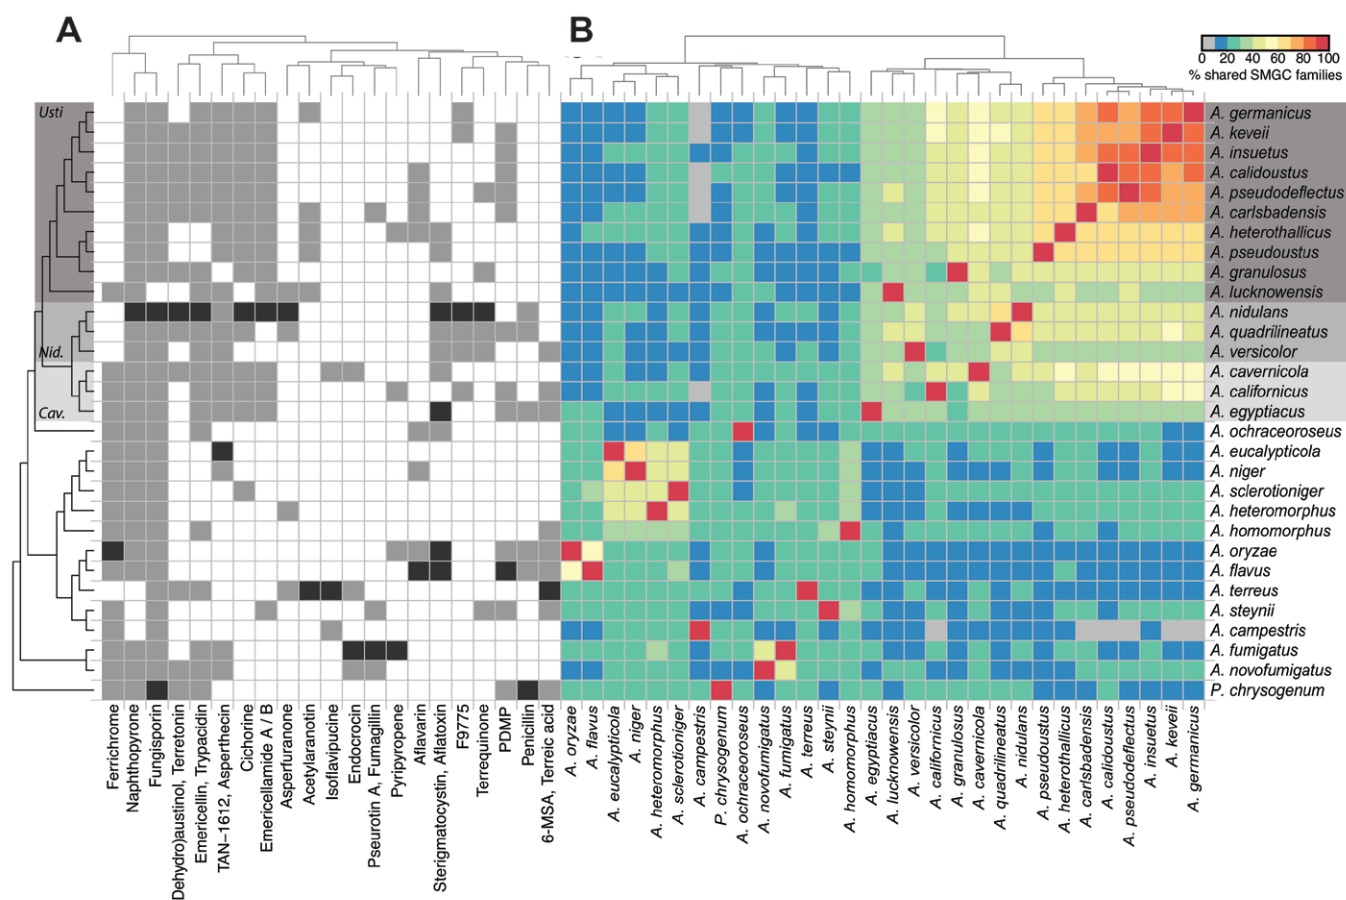 A
B
0 20 40 60 80 100
% shared SMGC families
Usti
Nid.
Cav.
A. germanicus
A. keveii
A. insuetus
A. calidoustus
A. pseudodeflectus
A. carlsbadensis
A. heterothallicus
A. pseudoustus
A. granulosus
A. lucknowensis
A. nidulans
A. quadrilineatus
A. versicolor
A. cavernicola
A. californicus
A. egyptiacus
A. ochraceoroseus
A. eucalypticola
A. niger
A. sclerotioniger
A. heteromorphus
A. homomorphus
A. oryzae
A. flavus
A. terreus
A. steynii
A. campestris
A. fumigatus
A. novofumigatus
P. chrysogenum
Ferrichrome
Naphthopyrone
Fungisporin
Dehydrojaustinol, Terretonin
Emericellin, Trypacidin
TAN–1612, Asperthecin
Cichorine
Emericellamide A / B
Asperfuranone
Acetylaranotin
Isoflavipucine
Endocrocin
Pseurotin A, Fumagillin
Pyripyropene
Aflavarin
Sterigmatocystin, Aflatoxin
F9775
Terrequinone
PDMP
Penicillin
6-MSA, Terreic acid
A. oryzae
A. flavus
A. eucalypticola
A. niger
A. heteromorphus
A. sclerotioniger
A. campestris
P. chrysogenum
A. ochraceoroseus
A. novofumigatus
A. fumigatus
A. terreus
A. steynii
A. homomorphus
A. egyptiacus
A. lucknowensis
A. versicolor
A. californicus
A. granulosus
A. cavernicola
A. quadrilineatus
A. nidulans
A. pseudoustus
A. heterothallicus
A. carlsbadensis
A. calidoustus
A. pseudodeflectus
A. insuetus
A. keveii
A. germanicus